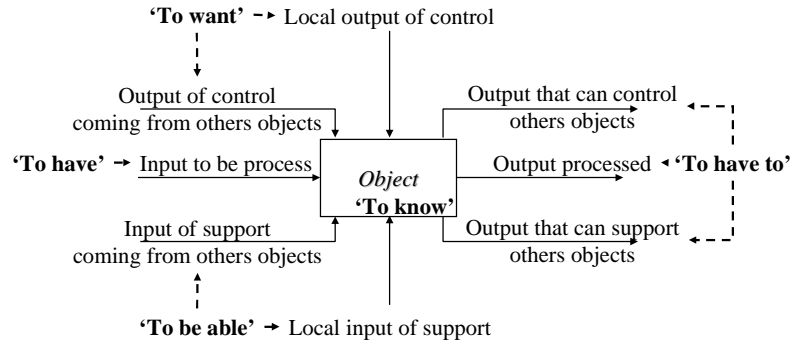 ‘To want’ Local output of control
Output of control
coming from others objects
Output that can control
others objects
‘To have’ Input to be process
Object
‘To know’
Output processed ‘To have to’
Input of support
coming from others objects
Output that can support
others objects
‘To be able’ Local input of support